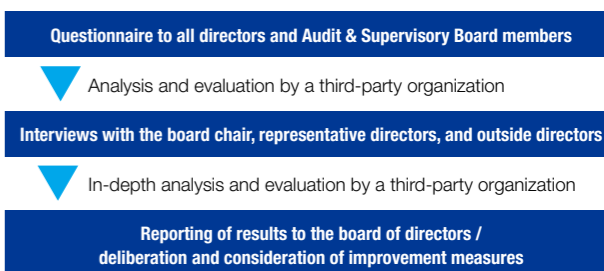 Questionnaire to all directors and Audit & Supervisory Board members
Analysis and evaluation by a third-party organization
Interviews with the board chair, representative directors, and outside directors
In-depth analysis and evaluation by a third-party organization
Reporting of results to the board of directors /
deliberation and consideration of improvement measures